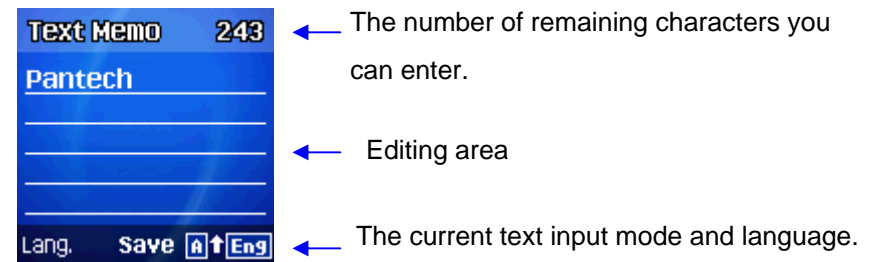 Text Memo 243
The number of remaining characters you
can enter.
Pantech
Editing area
Lang. Save A↑Eng
The current text input mode and language.